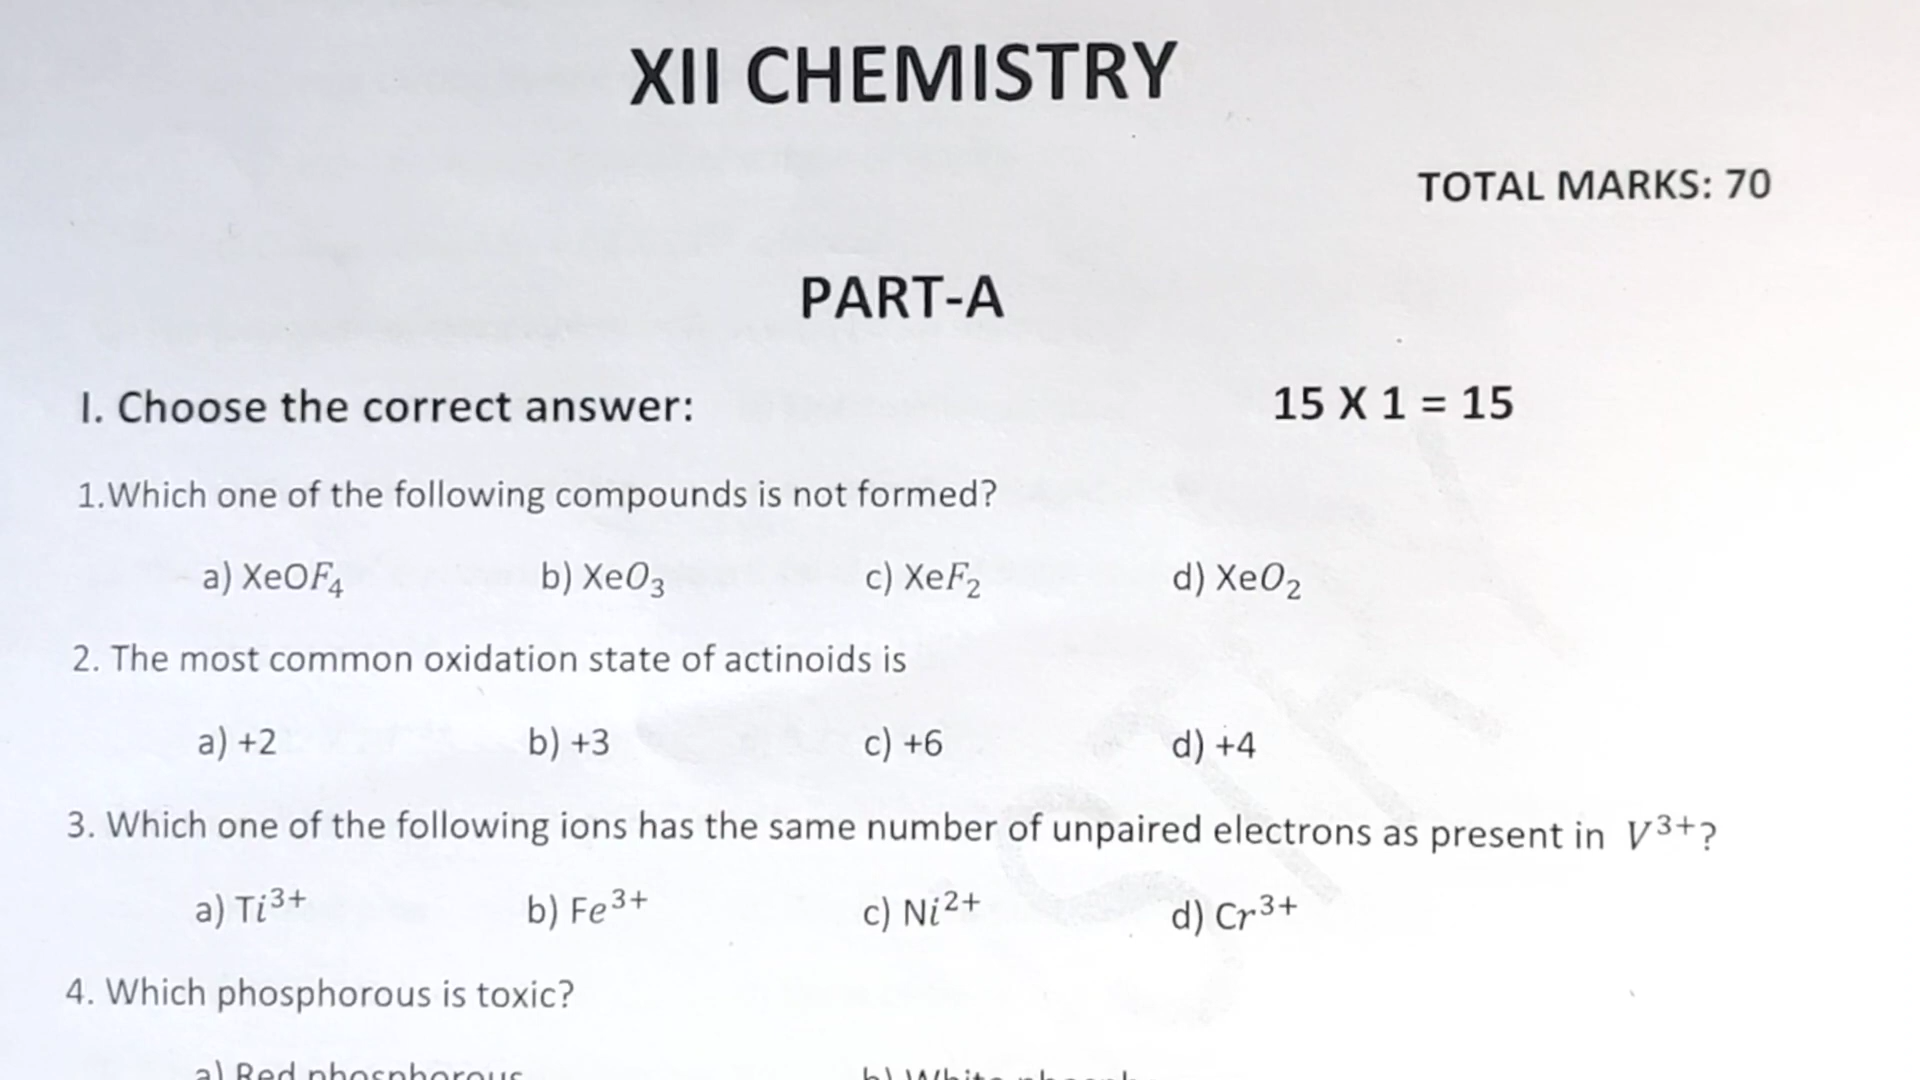 XII CHEMISTRY
TOTAL MARKS: 70
PART-A
I. Choose the correct answer: 15 X 1 = 15
1.Which one of the following compounds is not formed?
a) XeOF₄ b) XeO₃ c) XeF₂ d) XeO₂
2. The most common oxidation state of actinoids is
a) +2 b) +3 c) +6 d) +4
3. Which one of the following ions has the same number of unpaired electrons as present in V³⁺?
a) Ti³⁺ b) Fe³⁺ c) Ni²⁺ d) Cr³⁺
4. Which phosphorous is toxic?
a) Red phosphorous b) White